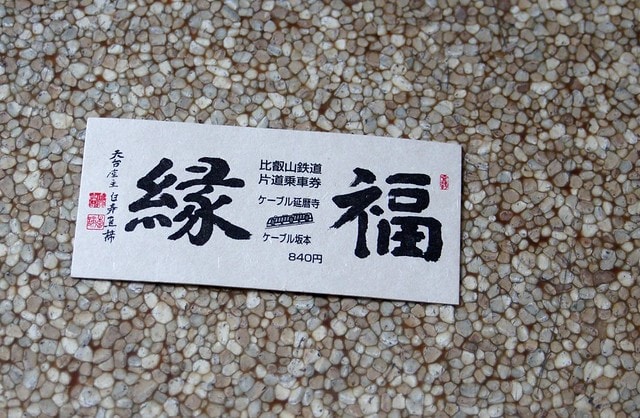 福
縁
比叡山鉄道
片道乗車券
ケーブル延暦寺
ケーブル坂本
840円
天台座主